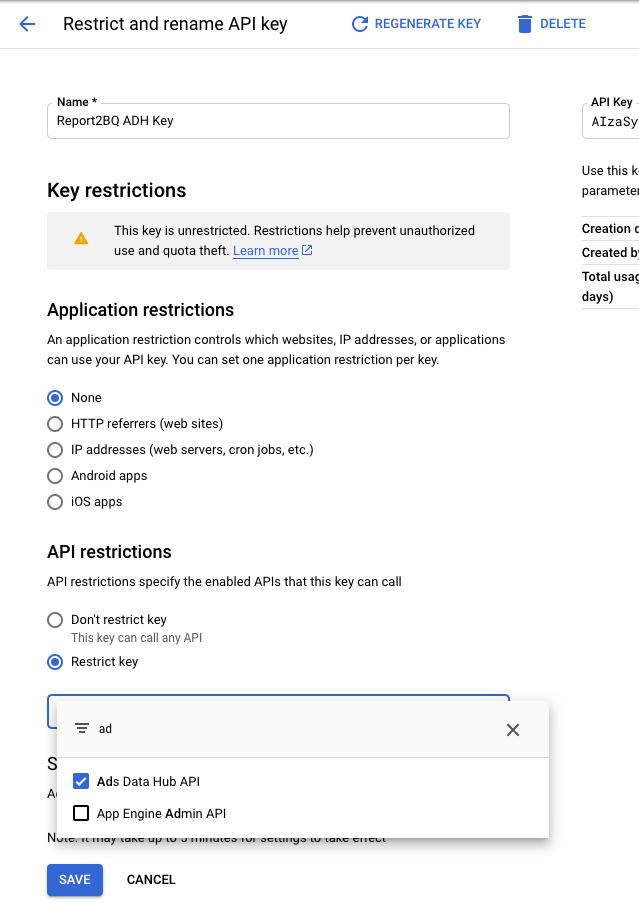 Restrict and rename API key
REGENERATE KEY
DELETE
Name *
Report2BQ ADH Key
API Key
AIzaSy
Use this k
parameter
Creation d
Created by
Total usag
days)
Key restrictions
This key is unrestricted. Restrictions help prevent unauthorized
use and quota theft. Learn more
Application restrictions
An application restriction controls which websites, IP addresses, or applications
can use your API key. You can set one application restriction per key.
None
HTTP referrers (web sites)
IP addresses (web servers, cron jobs, etc.)
Android apps
iOS apps
API restrictions
API restrictions specify the enabled APIs that this key can call
Don't restrict key
This key can call any API
Restrict key
ad
Ads Data Hub API
App Engine Admin API
Note: It may take up to 5 minutes for settings to take effect
SAVE
CANCEL